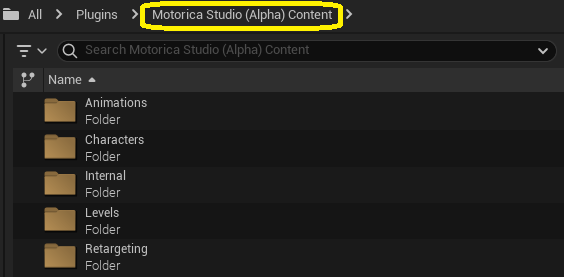 All > Plugins > Motorica Studio (Alpha) Content >
Search Motorica Studio (Alpha) Content
Name
Animations
Folder
Characters
Folder
Internal
Folder
Levels
Folder
Retargeting
Folder